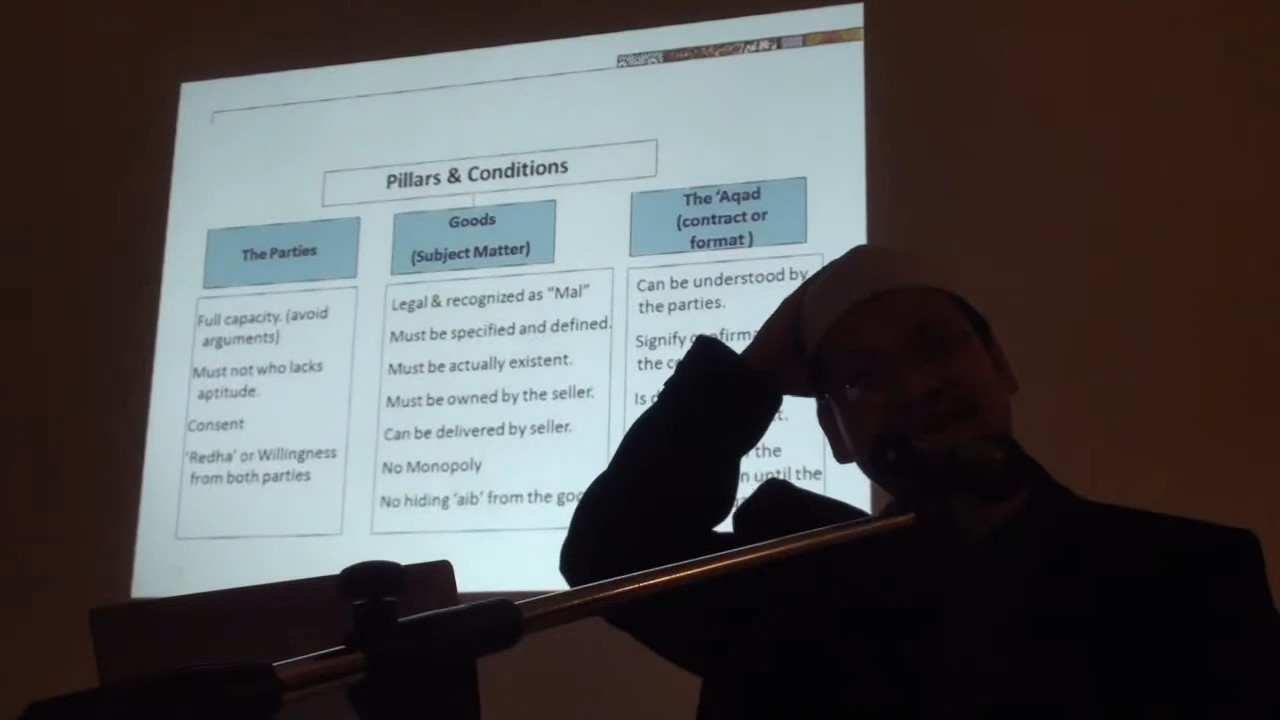 Pillars & Conditions
The Parties
Full capacity. (avoid
arguments)
Must not who lacks
aptitude.
Consent
'Redha' or Willingness
from both parties
Goods
(Subject Matter)
Legal & recognized as "Mal"
Must be specified and defined.
Must be actually existent.
Must be owned by the seller.
Can be delivered by seller.
No Monopoly
No hiding 'aib' from the
The 'Aqad
(contract or
format )
Can be understood by
the parties.
Signify
the
Is
the
until the